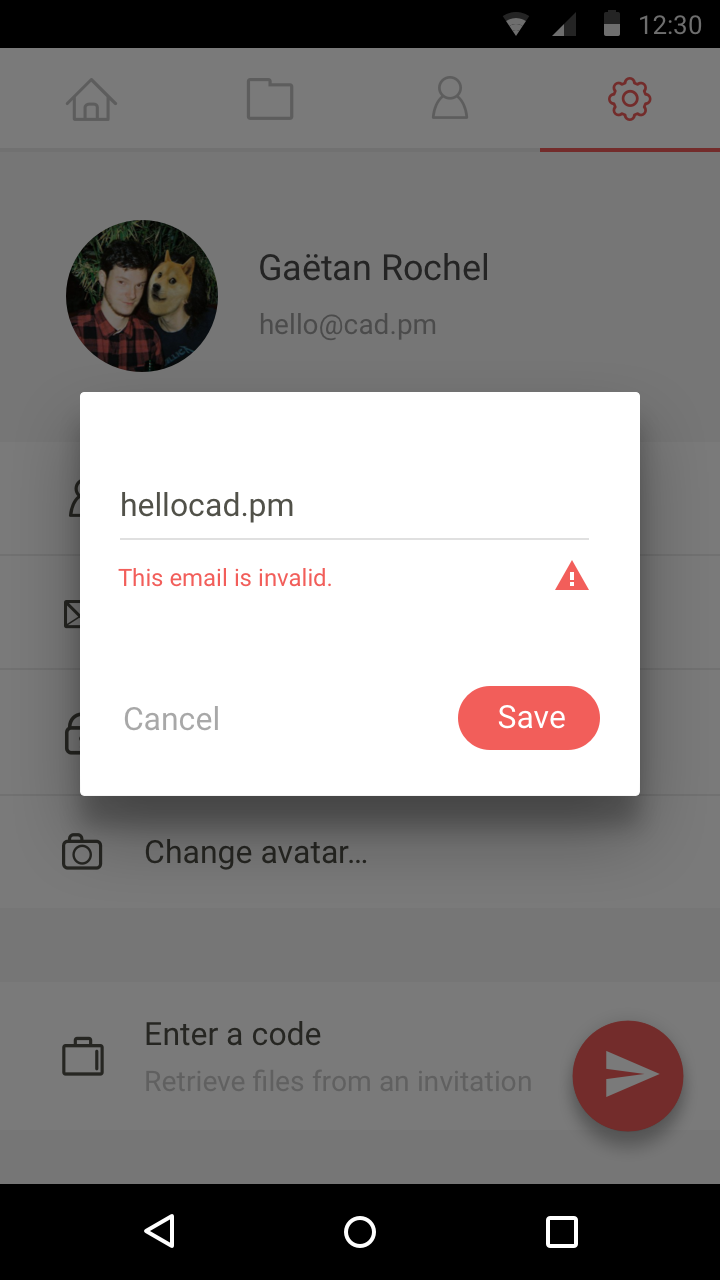 12:30
Gaëtan Rochel
hello@cad.pm
hellocad.pm
This email is invalid.
Cancel
Save
Change avatar...
Enter a code
Retrieve files from an invitation